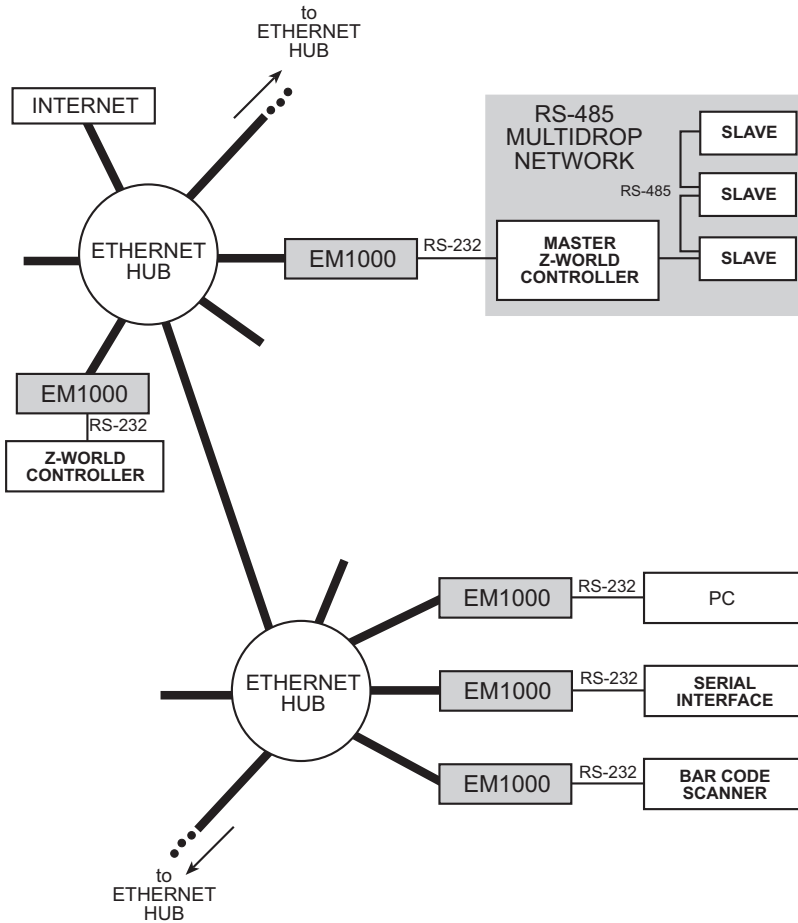 to
ETHERNET
HUB
INTERNET
RS-485
MULTIDROP
NETWORK
SLAVE
SLAVE
RS-485
SLAVE
ETHERNET
HUB
EM1000
RS-232
MASTER
Z-WORLD
CONTROLLER
EM1000
RS-232
Z-WORLD
CONTROLLER
EM1000
RS-232
PC
ETHERNET
HUB
EM1000
RS-232
SERIAL
INTERFACE
EM1000
RS-232
BAR CODE
SCANNER
to
ETHERNET
HUB